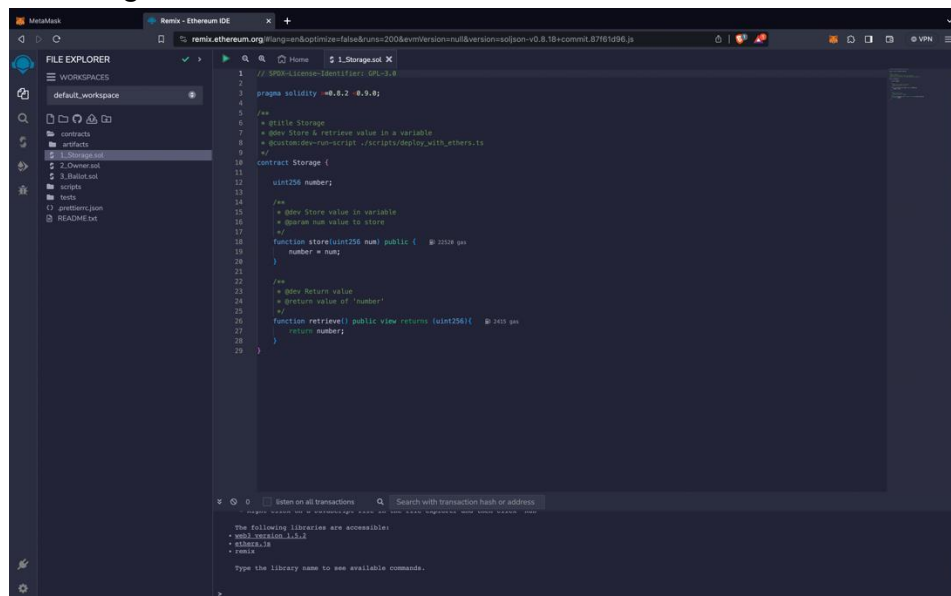 MetaMask
Remix - Ethereum IDE
remix.ethereum.org/#lang=en&optimize=false&runs=200&evmVersion=null&version=soljson-v0.8.18+commit.87f61d96.js
VPN
FILE EXPLORER
WORKSPACES
default_workspace
contracts
artifacts
1_Storage.sol
2_Owner.sol
3_Ballot.sol
scripts
tests
.prettierrc.json
README.txt
Home
1_Storage.sol
1 // SPDX-License-Identifier: GPL-3.0
2
3 pragma solidity >=0.8.2 <0.9.0;
4
5 /**
6 * @title Storage
7 * @dev Store & retrieve value in a variable
8 * @custom:dev-run-script ./scripts/deploy_with_ethers.ts
9 */
10 contract Storage {
11
12 uint256 number;
13
14 /**
15 * @dev Store value in variable
16 * @param num value to store
17 */
18 function store(uint256 num) public { 22520 gas
19 number = num;
20 }
21
22 /**
23 * @dev Return value
24 * @return value of 'number'
25 */
26 function retrieve() public view returns (uint256){ 2415 gas
27 return number;
28 }
29 }
0
listen on all transactions
Search with transaction hash or address
The following libraries are accessible:
web3 version 1.5.2
ethers.js
remix
Type the library name to see available commands.
>